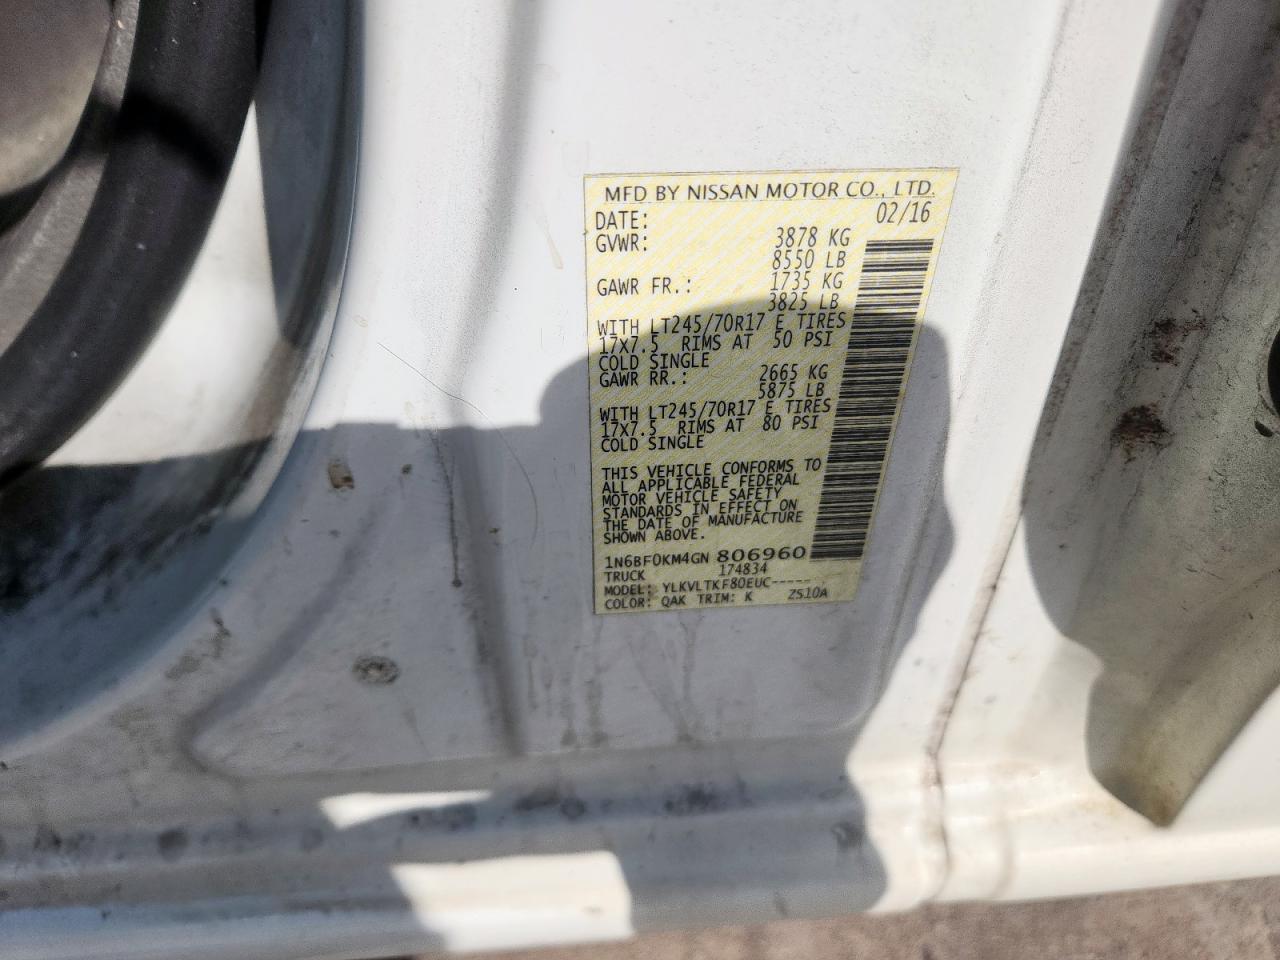 MFD BY NISSAN MOTOR CO., LTD.
DATE: 02/16
GVWR: 3878 KG
8550 LB
GAWR FR.: 1735 KG
3825 LB
WITH LT245/70R17 E TIRES
17X7.5 RIMS AT 50 PSI
COLD SINGLE
GAWR RR.: 2665 KG
5875 LB
WITH LT245/70R17 E TIRES
17X7.5 RIMS AT 80 PSI
COLD SINGLE
THIS VEHICLE CONFORMS TO
ALL APPLICABLE FEDERAL
MOTOR VEHICLE SAFETY
STANDARDS IN EFFECT ON
THE DATE OF MANUFACTURE
SHOWN ABOVE.
1N6BF0KM4GN 806960
TRUCK 174834
MODEL: YLKVLTKF80EUC-----
COLOR: QAK TRIM: K ZS10A